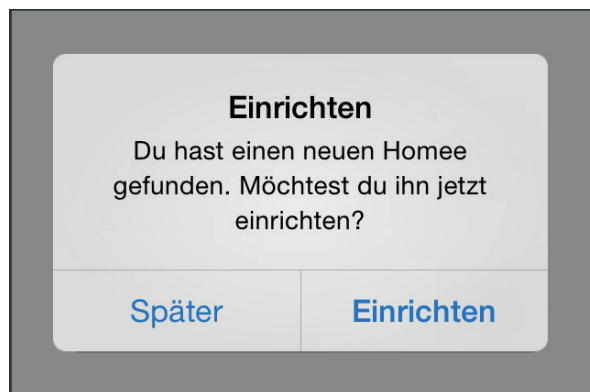 Einrichten
Du hast einen neuen Homee
gefunden. Möchtest du ihn jetzt
einrichten?
Später
Einrichten